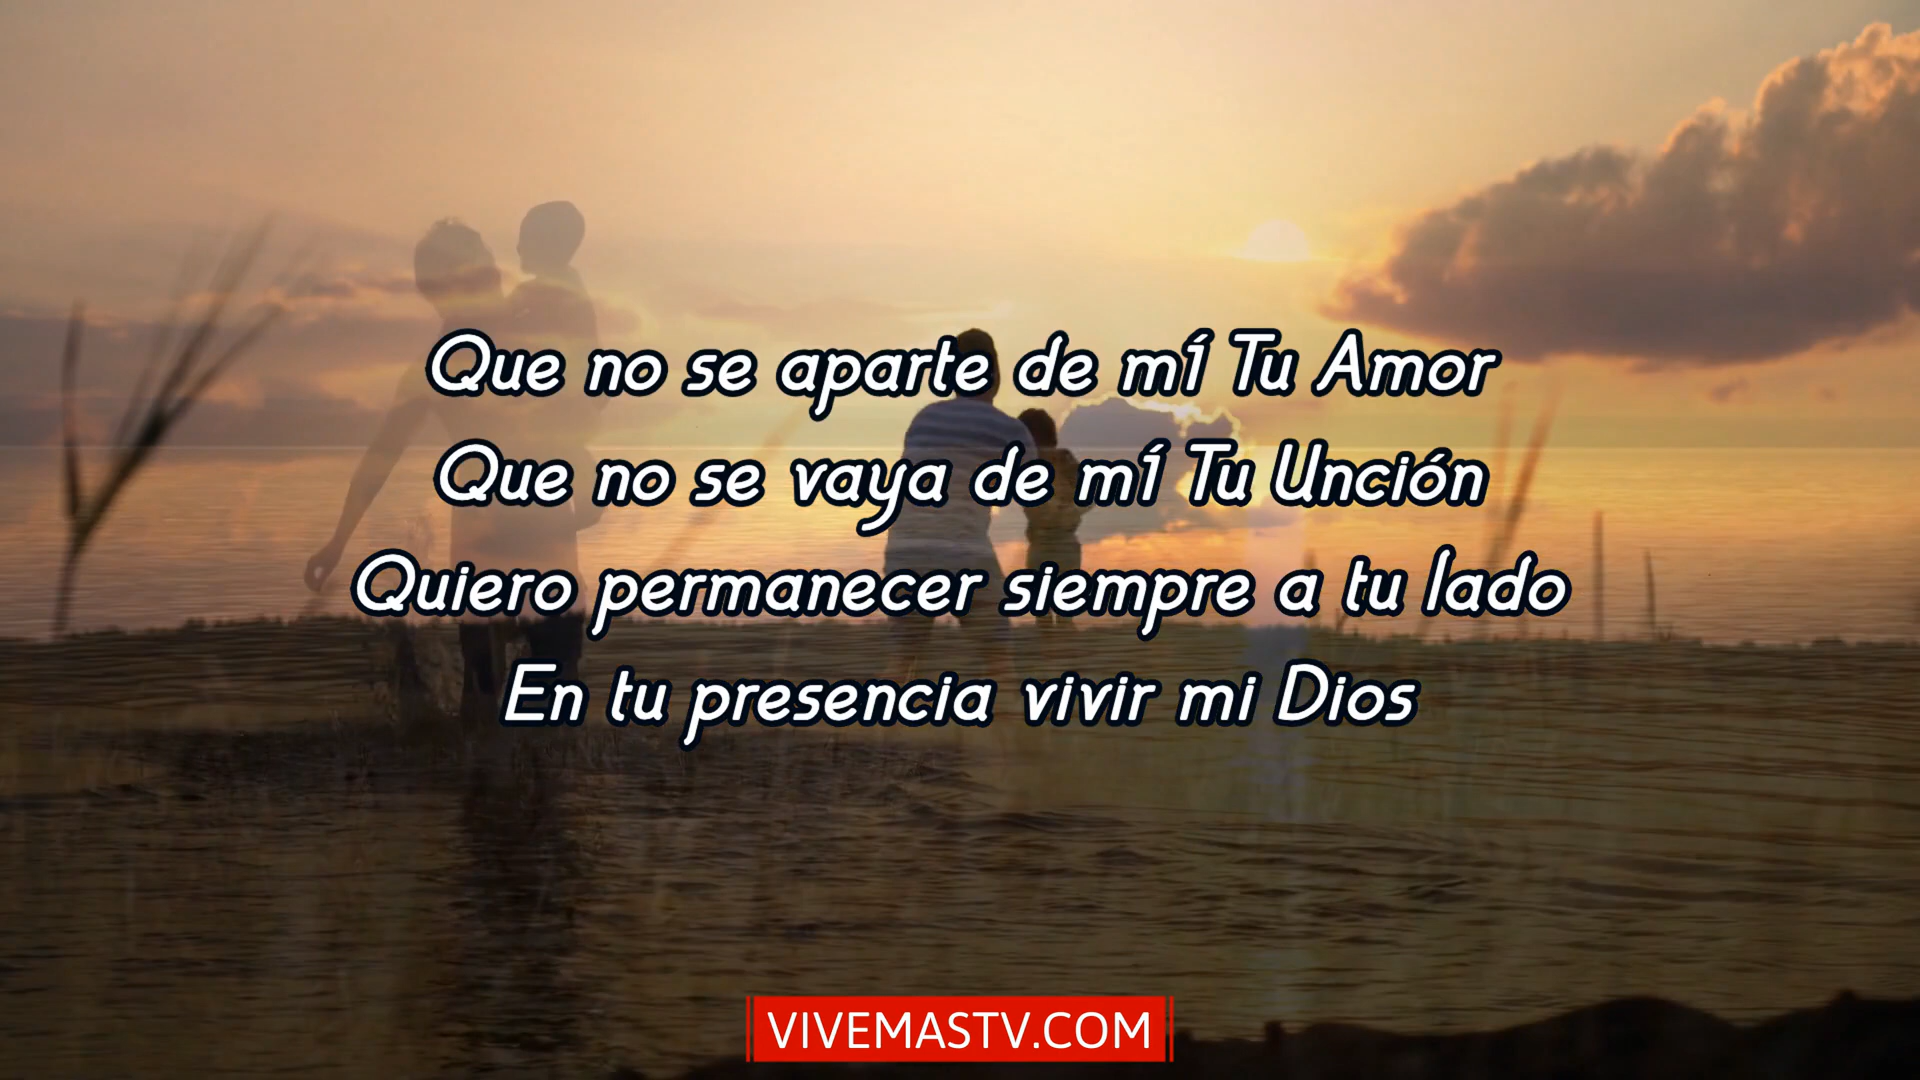 Que no se aparte de mí Tu Amor
Que no se vaya de mí Tu Unción
Quiero permanecer siempre a tu lado
En tu presencia vivir mi Dios
VIVEMASTV.COM